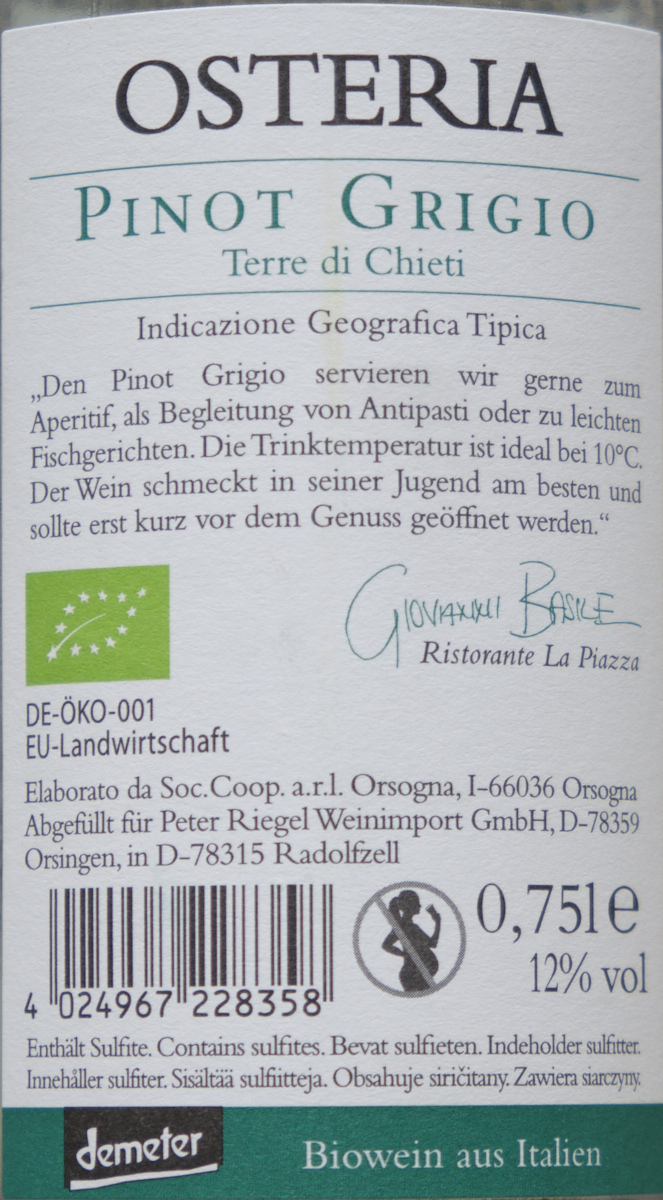 OSTERIA
PINOT GRIGIO
Terre di Chieti
Indicazione Geografica Tipica
„Den Pinot Grigio servieren wir gerne zum
Aperitif, als Begleitung von Antipasti oder zu leichten
Fischgerichten. Die Trinktemperatur ist ideal bei 10°C.
Der Wein schmeckt in seiner Jugend am besten und
sollte erst kurz vor dem Genuss geöffnet werden.“
GIOVANNI BASILE
Ristorante La Piazza
DE-ÖKO-001
EU-Landwirtschaft
Elaborato da Soc.Coop. a.r.l. Orsogna, I-66036 Orsogna
Abgefüllt für Peter Riegel Weinimport GmbH, D-78359
Orsingen, in D-78315 Radolfzell
4 024967 228358
0,75l e
12% vol
Enthält Sulfite. Contains sulfites. Bevat sulfieten. Indeholder sulfitter.
Innehåller sulfiter. Sisältää sulfiitteja. Obsahuje siričitany. Zawiera siarczyny.
demeter
Biowein aus Italien